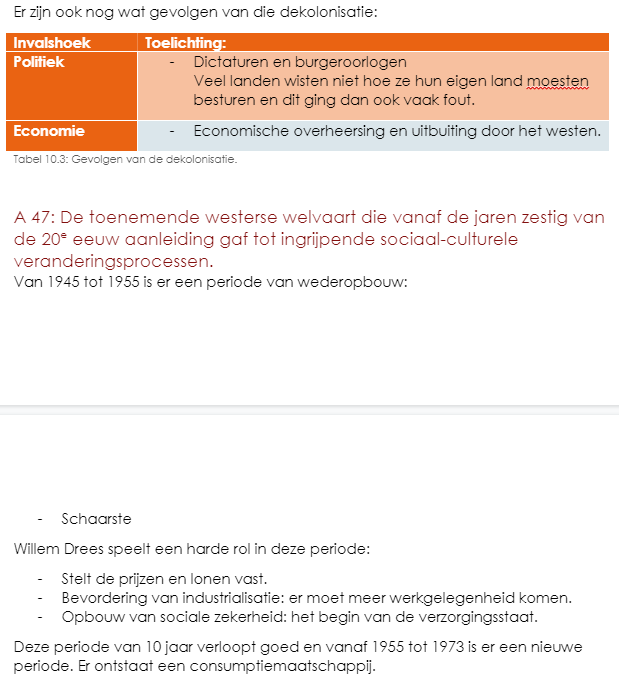 Er zijn ook nog wat gevolgen van die dekolonisatie:
Invalshoek Toelichting:
Politiek - Dictaturen en burgeroorlogen
Veel landen wisten niet hoe ze hun eigen land moesten
besturen en dit ging dan ook vaak fout.
Economie - Economische overheersing en uitbuiting door het westen.
Tabel 10.3: Gevolgen van de dekolonisatie.
A 47: De toenemende westerse welvaart die vanaf de jaren zestig van
de 20e eeuw aanleiding gaf tot ingrijpende sociaal-culturele
veranderingsprocessen.
Van 1945 tot 1955 is er een periode van wederopbouw:
- Schaarste
Willem Drees speelt een harde rol in deze periode:
- Stelt de prijzen en lonen vast.
- Bevordering van industrialisatie: er moet meer werkgelegenheid komen.
- Opbouw van sociale zekerheid: het begin van de verzorgingsstaat.
Deze periode van 10 jaar verloopt goed en vanaf 1955 tot 1973 is er een nieuwe
periode. Er ontstaat een consumptiemaatschappij.